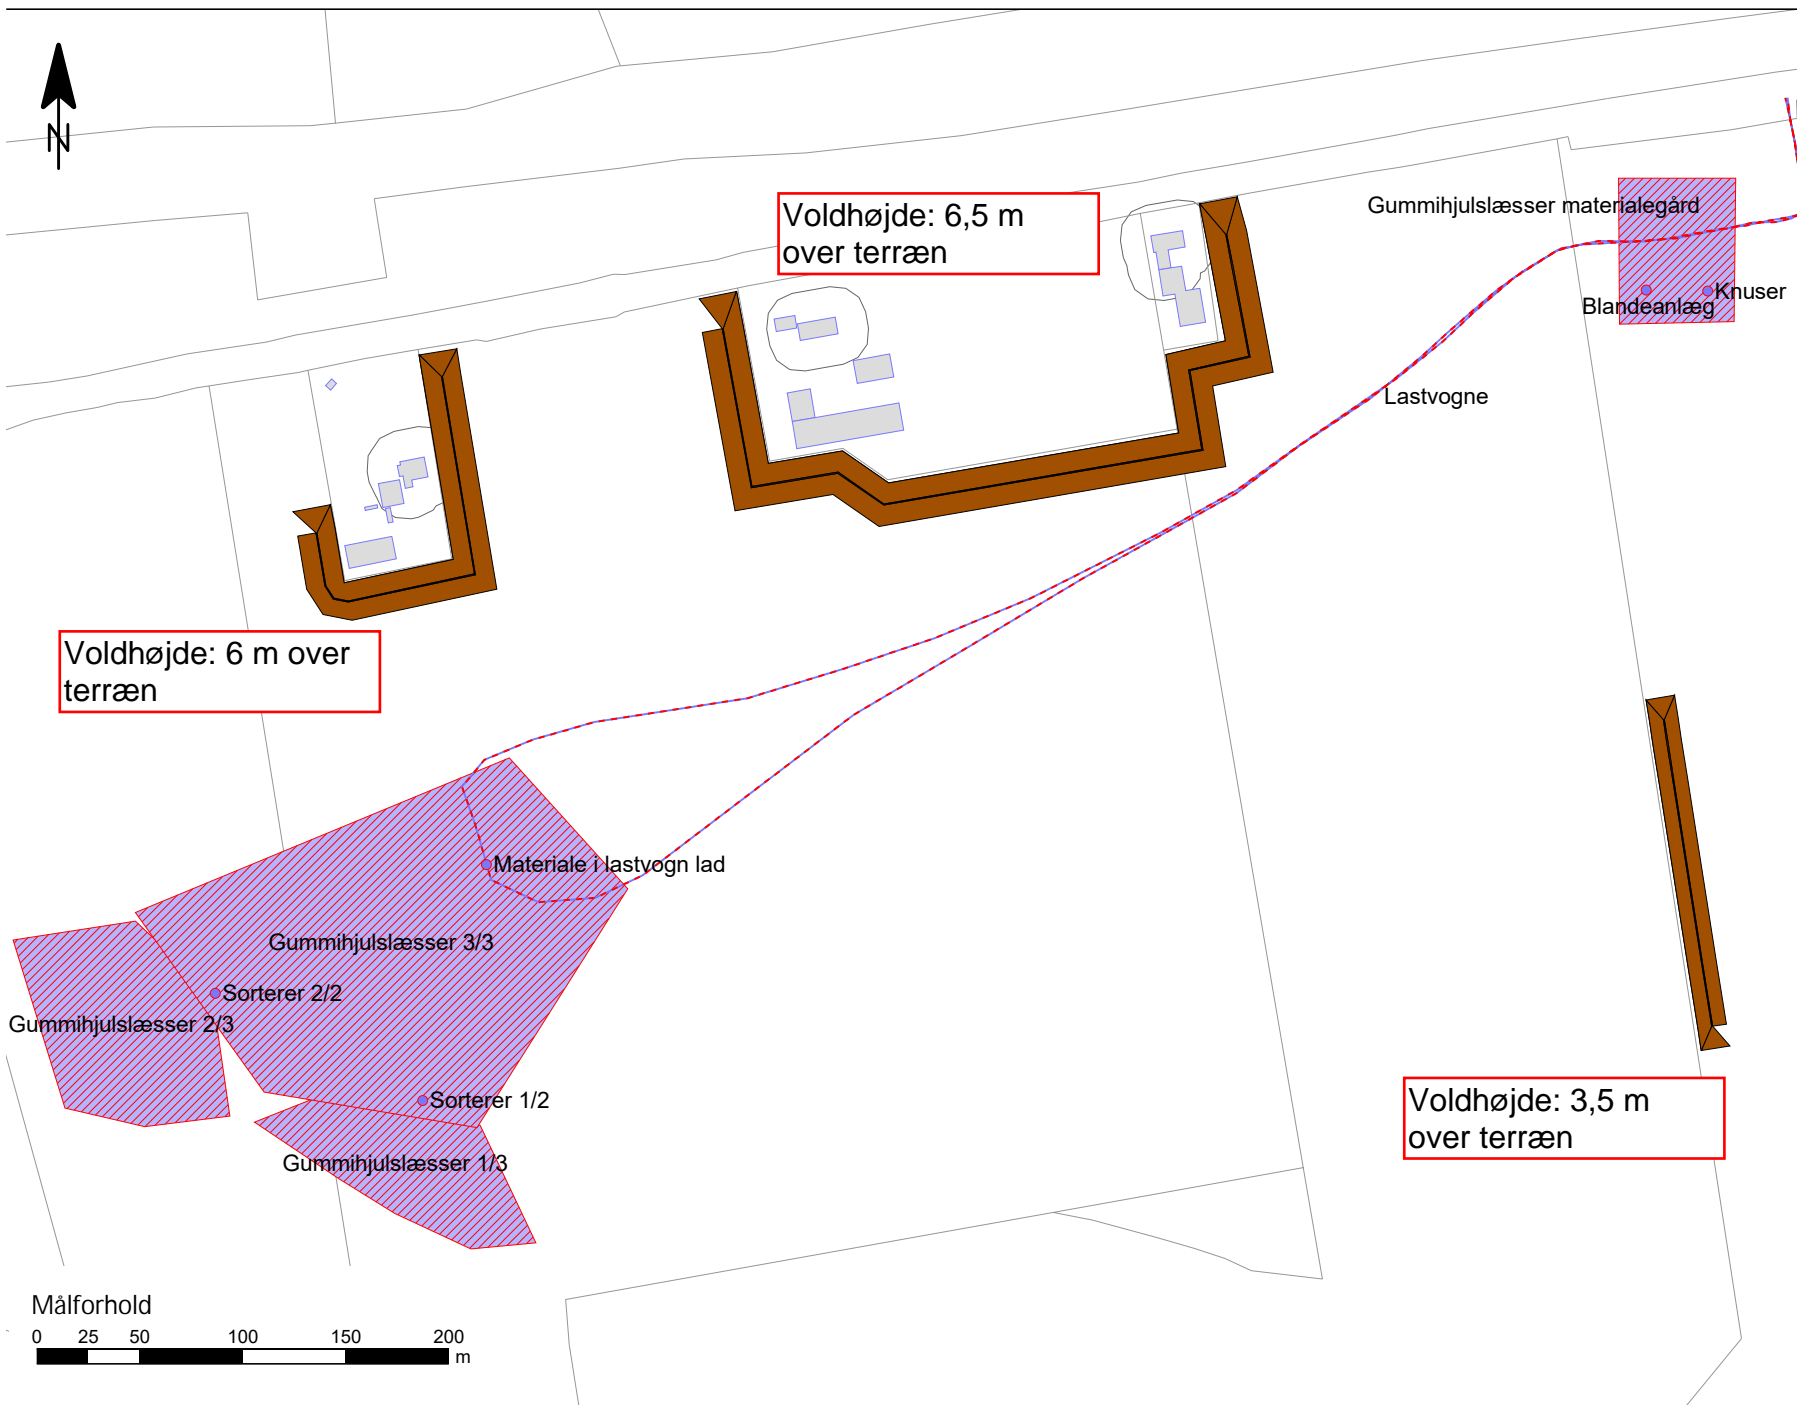 N
Voldhøjde: 6,5 m
over terræn
Gummihjulslæsser materialegård
Blandeanlæg
Knuser
Lastvogne
Voldhøjde: 6 m over
terræn
Materiale i lastvogn lad
Gummihjulslæsser 3/3
Sorterer 2/2
Gummihjulslæsser 2/3
Sorterer 1/2
Gummihjulslæsser 1/3
Voldhøjde: 3,5 m
over terræn
Målforhold
0 25 50 100 150 200
m